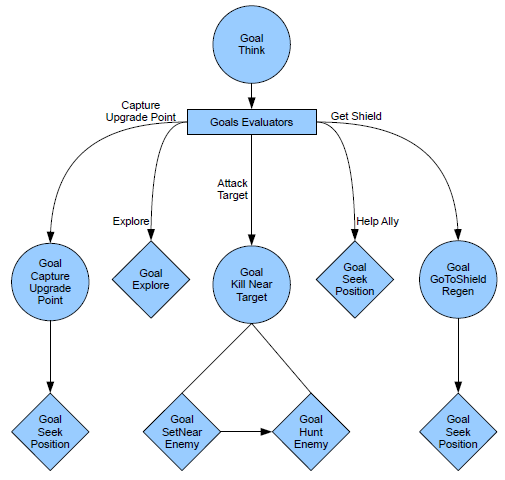 Goal
Think
Capture
Upgrade Point
Goals Evaluators
Get Shield
Attack
Target
Explore
Help Ally
Goal
Capture
Upgrade
Point
Goal
Explore
Goal
Kill Near
Target
Goal
Seek
Position
Goal
GoToShield
Regen
Goal
Seek
Position
Goal
SetNear
Enemy
Goal
Hunt
Enemy
Goal
Seek
Position